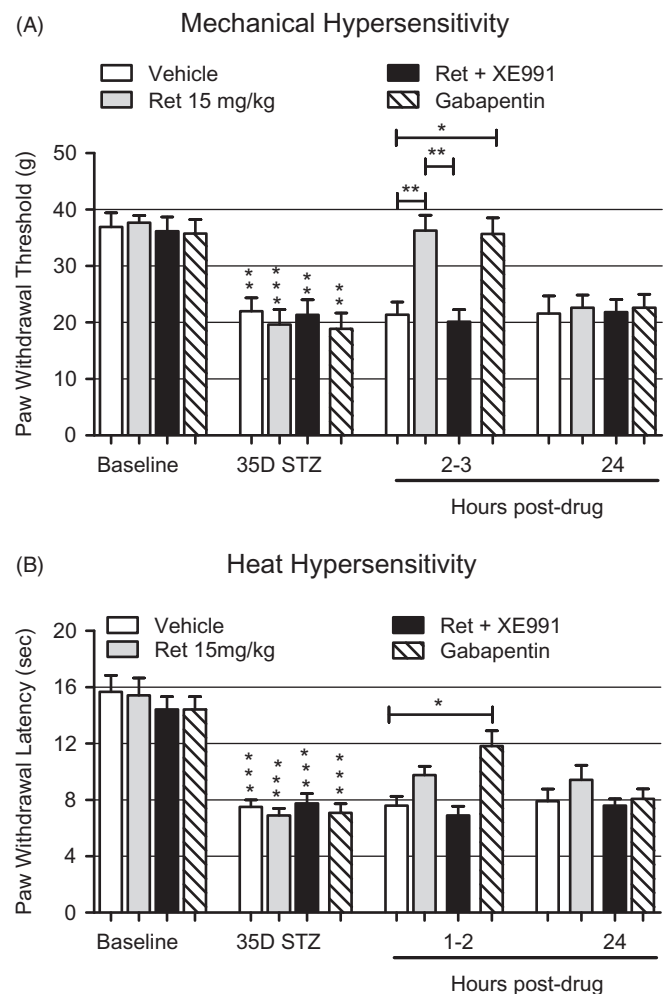 (A) Mechanical Hypersensitivity
Vehicle Ret + XE991
Ret 15 mg/kg Gabapentin
Paw Withdrawal Threshold (g)
50
40
30
20
10
0
** *** ** **
** ** *
Baseline 35D STZ 2-3 24
Hours post-drug
(B) Heat Hypersensitivity
Vehicle Ret + XE991
Ret 15mg/kg Gabapentin
Paw Withdrawal Latency (sec)
20
16
12
8
4
0
*** *** *** ***
*
Baseline 35D STZ 1-2 24
Hours post-drug